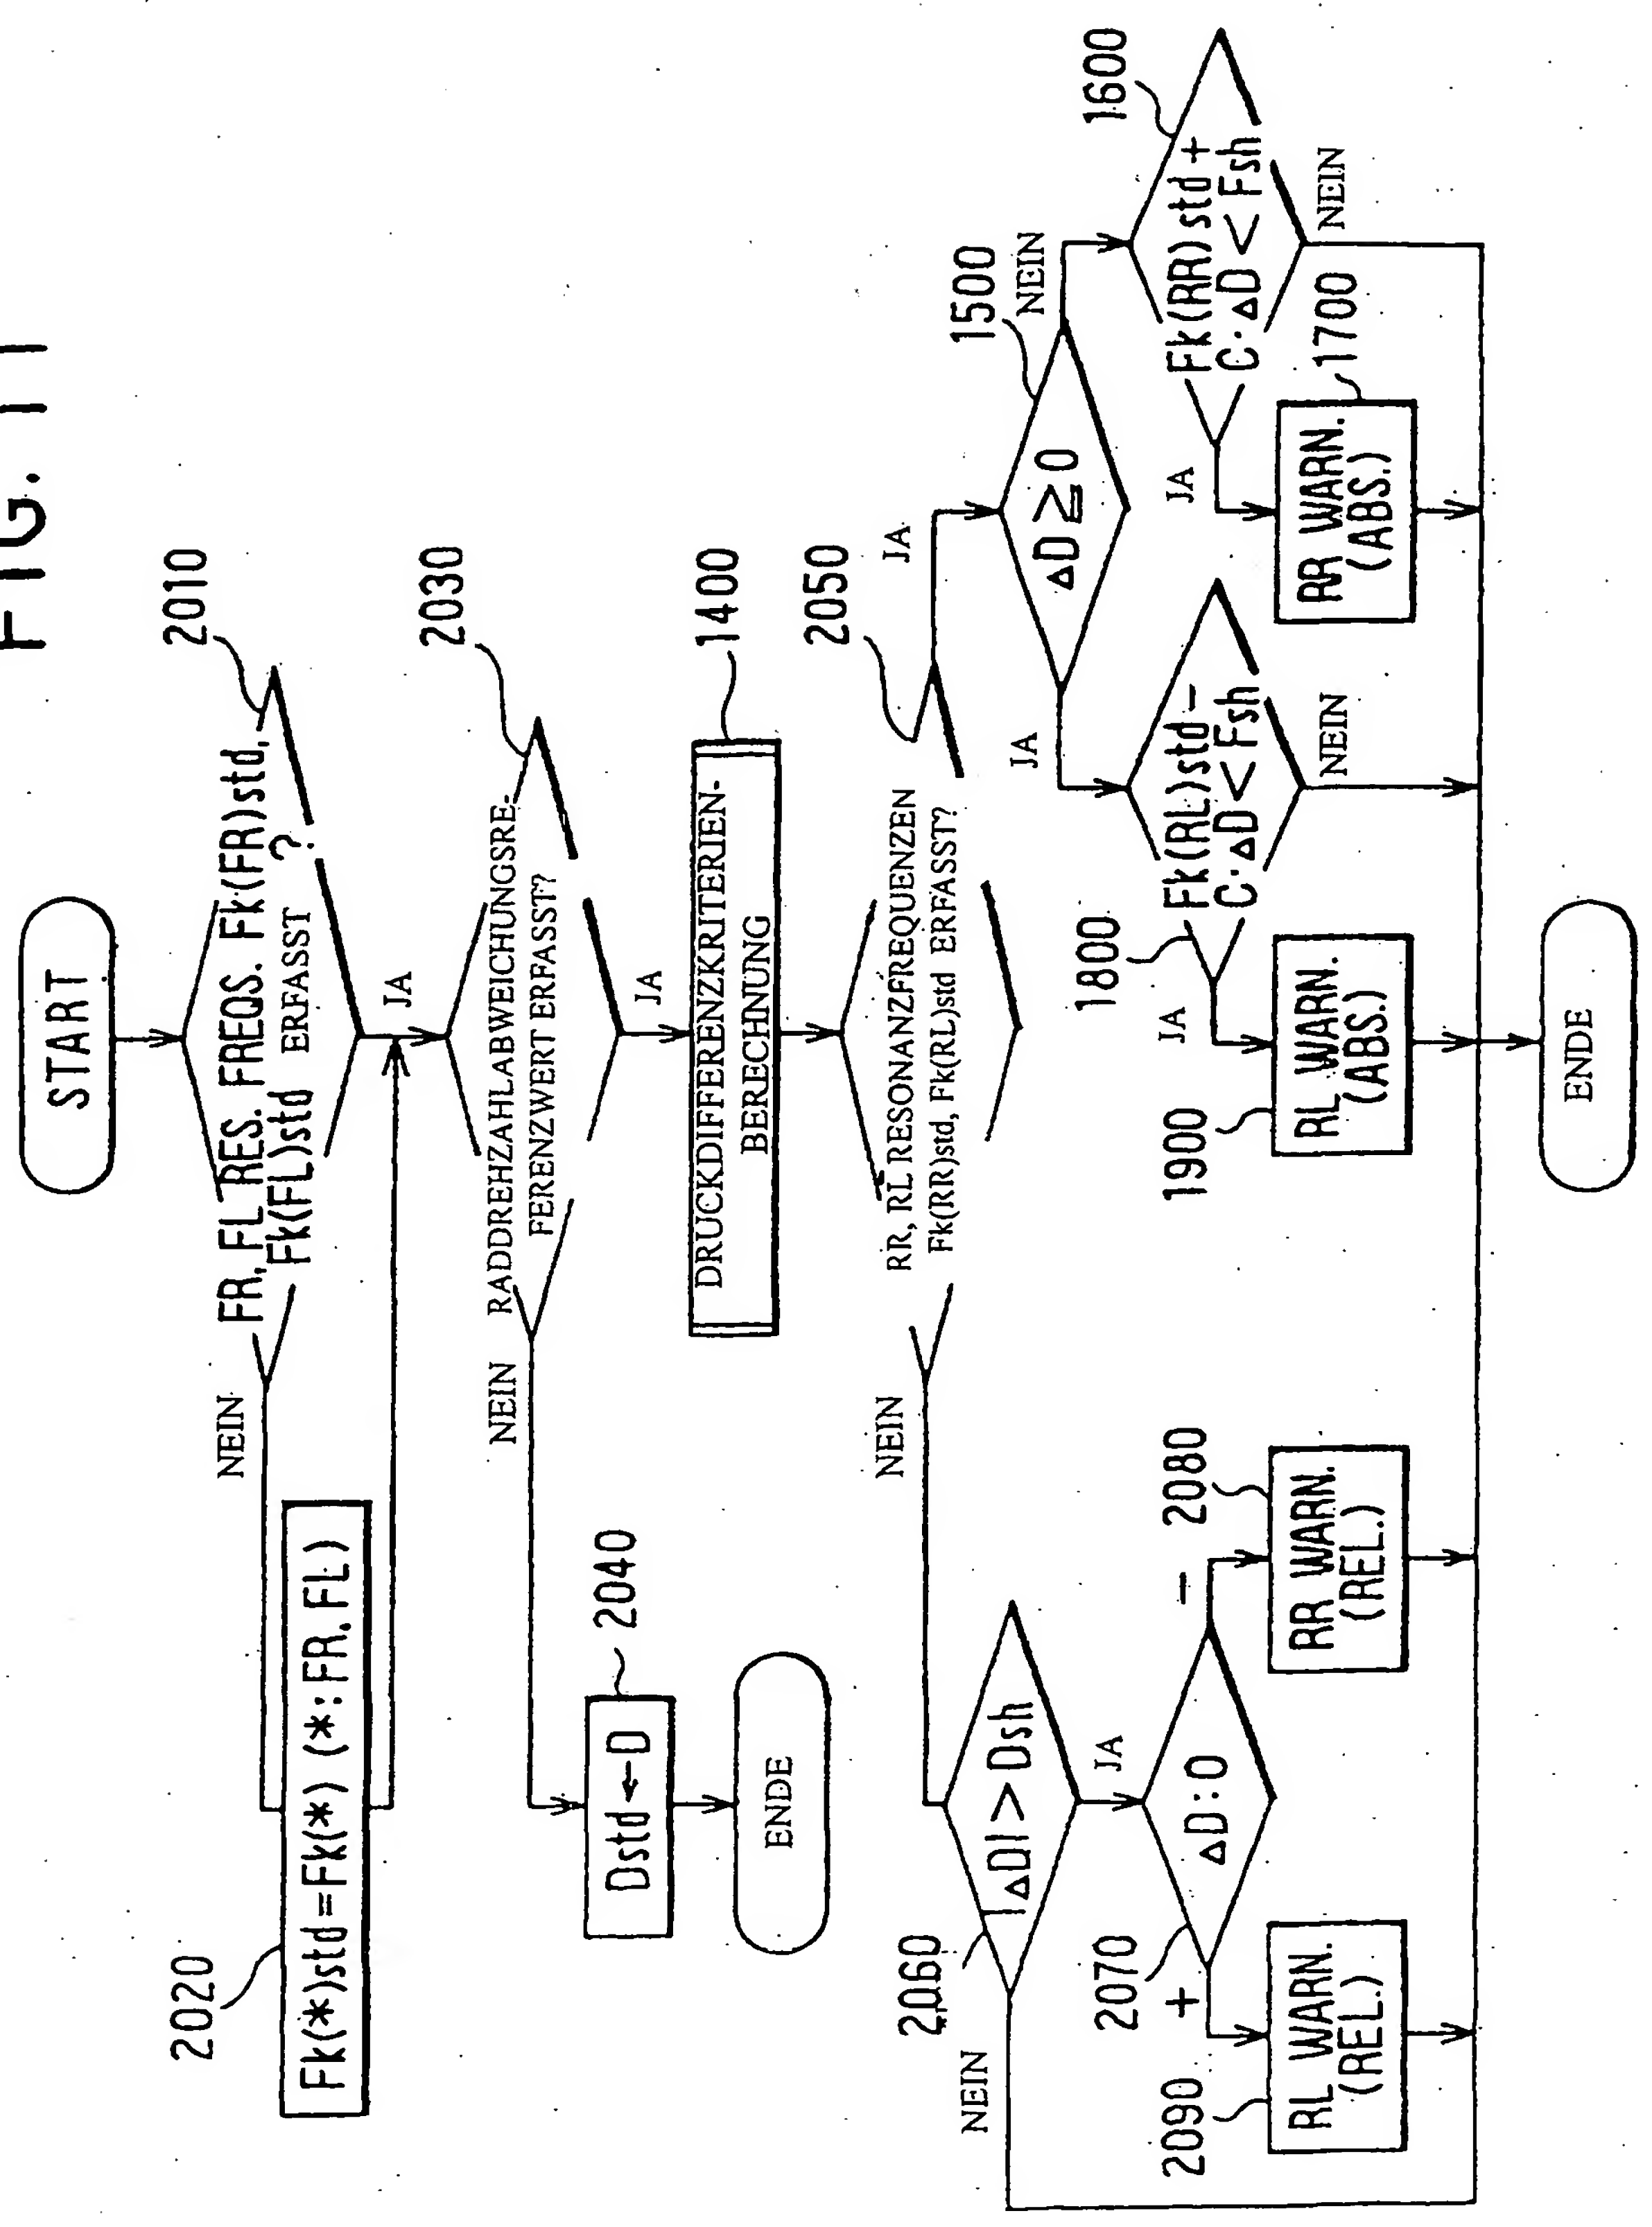 FIG. 11
START
2010
FR, FL RES. FREQS. Fk(FR)std,
Fk(FL)std ERFASST ?
NEIN
JA
2020
Fk(*)std=Fk(*) (*:FR, FL)
2030
RADDREHZAHLABWEICHUNGSRE-
FERENZWERT ERFASST?
NEIN
JA
2040
Dstd←D
ENDE
1400
DRUCKDIFFERENZKRITERIEN-
BERECHNUNG
2050
RR, RL RESONANZFREQUENZEN
Fk(RR)std, Fk(RL)std ERFASST?
NEIN
JA
2060
|ΔD|>Dsh
NEIN
JA
2070
ΔD:0
+
−
2090
RL WARN.
(REL.)
2080
RR WARN.
(REL.)
1500
ΔD≧0
JA
NEIN
1800
Fk(RL)std−
C·ΔD<Fsh
JA
NEIN
1900
RL WARN.
(ABS.)
1600
Fk(RR)std+
C·ΔD<Fsh
JA
NEIN
1700
RR WARN.
(ABS.)
ENDE